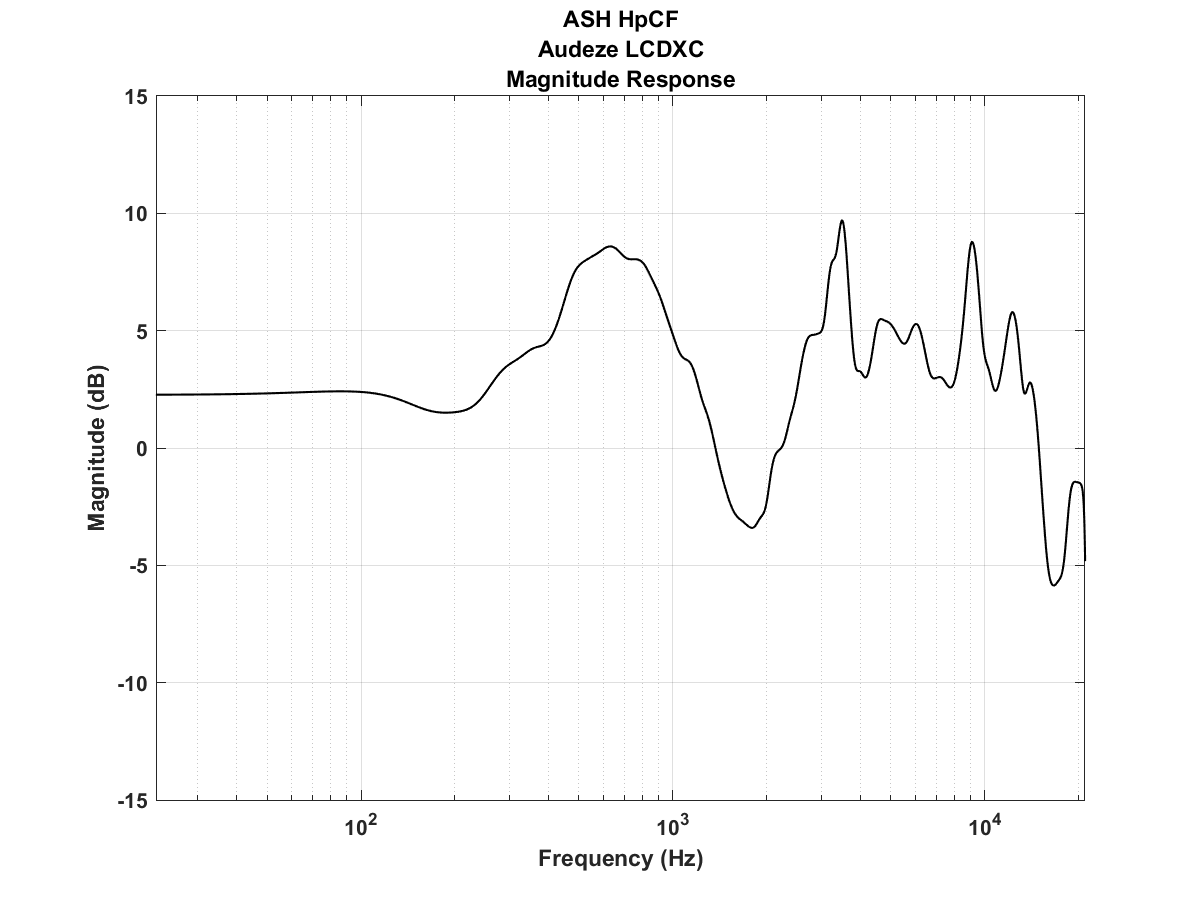 ASH HpCF
Audeze LCDXC
Magnitude Response
15
10
5
0
-5
-10
-15
Magnitude (dB)
10² 10³ 10⁴
Frequency (Hz)